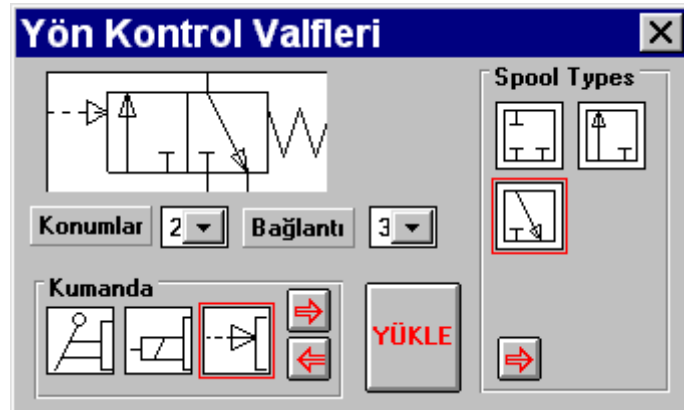 Yön Kontrol Valfleri
Spool Types
Konumlar 2 Bağlantı 3
Kumanda
YÜKLE